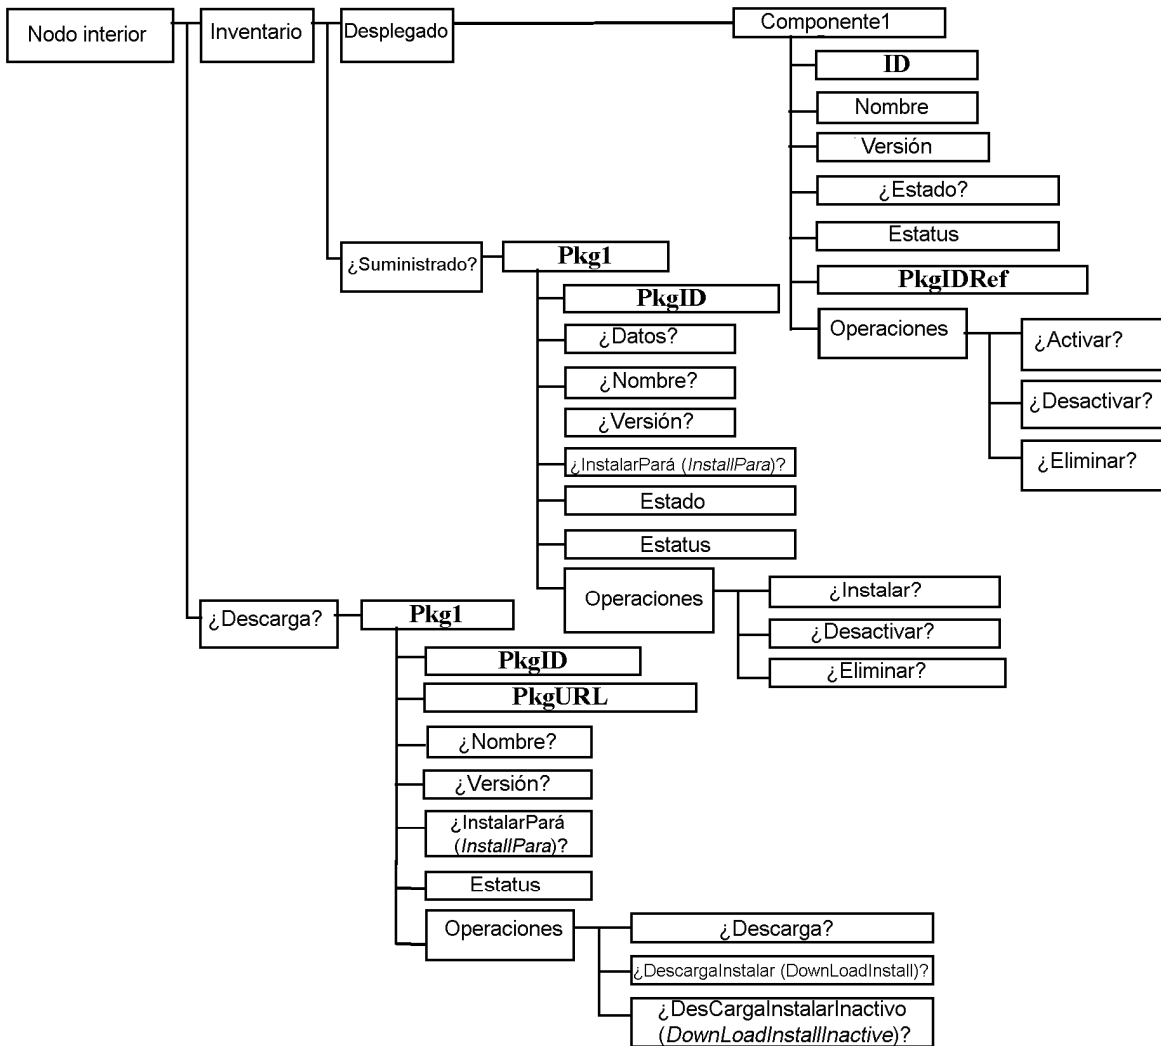 Nodo interior
Inventario
Desplegado
Componente1
ID
Nombre
Versión
¿Estado?
Estatus
PkgIDRef
Operaciones
¿Activar?
¿Desactivar?
¿Eliminar?
¿Suministrado?
Pkg1
PkgID
¿Datos?
¿Nombre?
¿Versión?
¿InstalarPará (InstallPara)?
Estado
Estatus
Operaciones
¿Instalar?
¿Desactivar?
¿Eliminar?
¿Descarga?
Pkg1
PkgID
PkgURL
¿Nombre?
¿Versión?
¿InstalarPará
(InstallPara)?
Estatus
Operaciones
¿Descarga?
¿DescargaInstalar (DownLoadInstall)?
¿DesCargaInstalarInactivo
(DownLoadInstallInactive)?